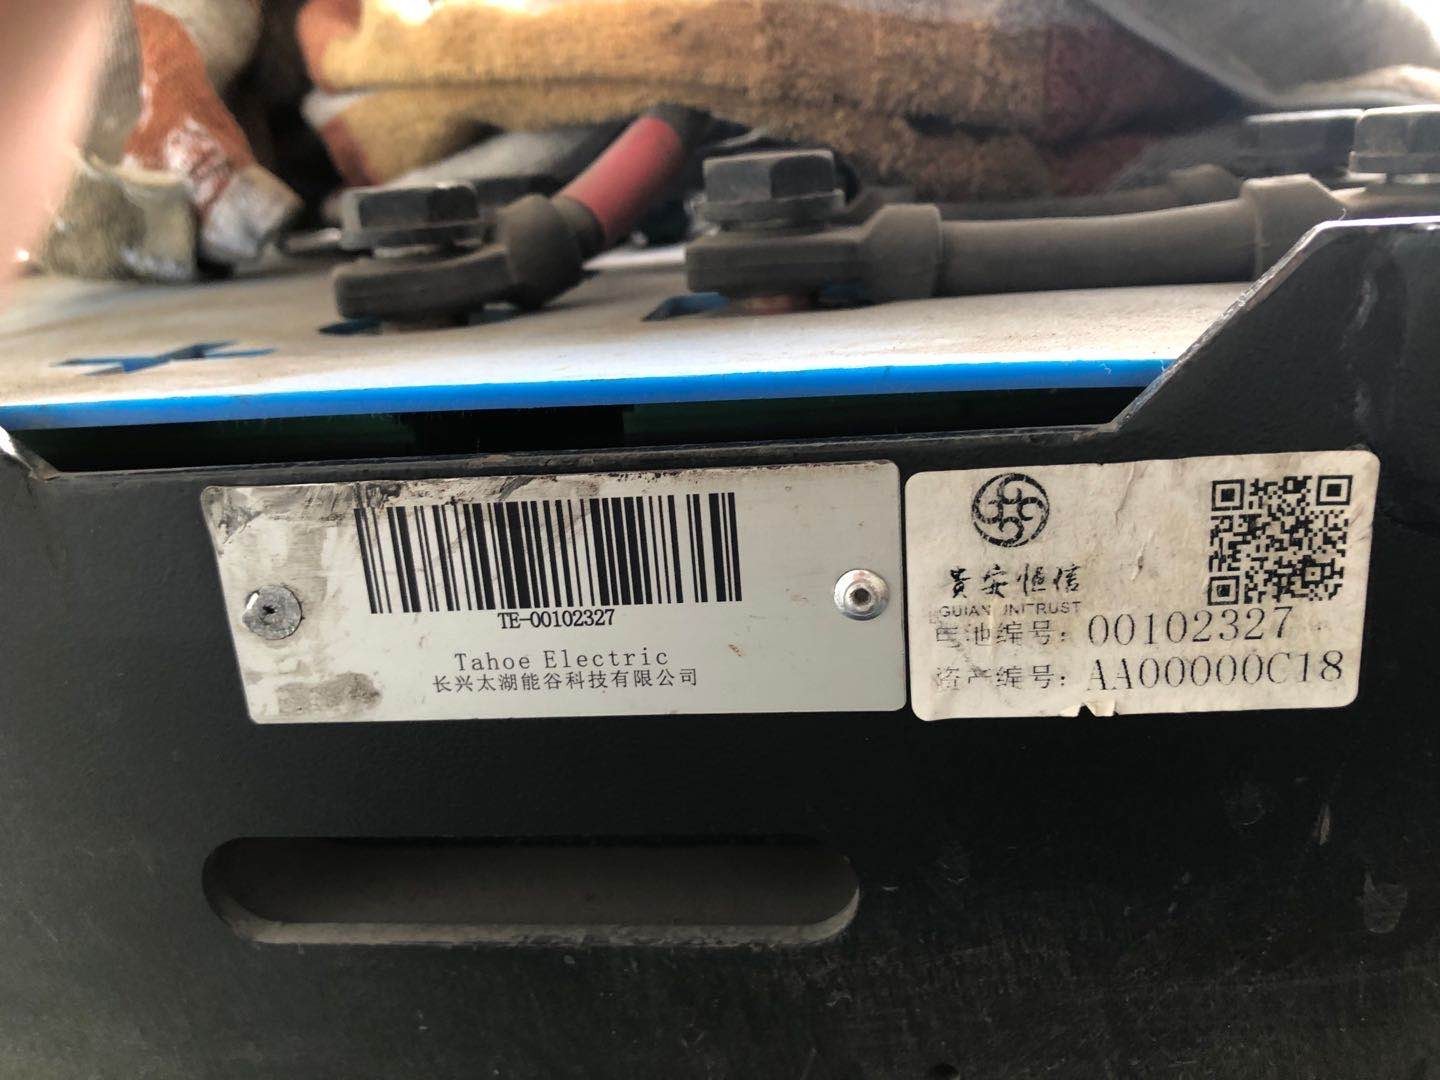 TE-00102327
Tahoe Electric
长兴太湖能谷科技有限公司
贵安恒信
GUIAN UNITRUST
电池编号：00102327
资产编号：AA00000C18